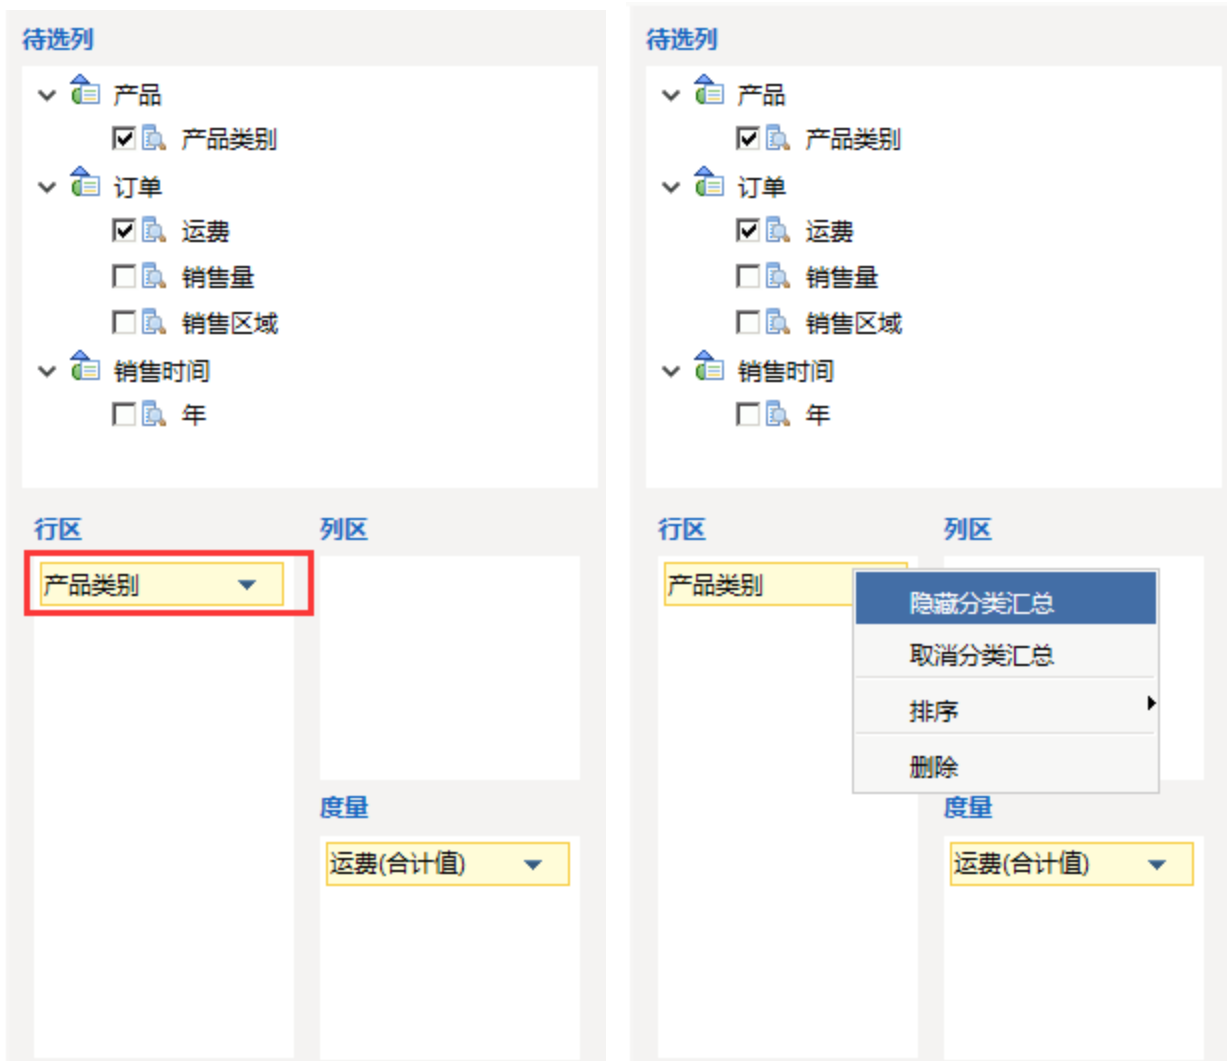 待选列
产品
产品类别
订单
运费
销售量
销售区域
销售时间
年
行区
列区
产品类别
度量
运费(合计值)
待选列
产品
产品类别
订单
运费
销售量
销售区域
销售时间
年
行区
列区
产品类别
隐藏分类汇总
取消分类汇总
排序
删除
度量
运费(合计值)